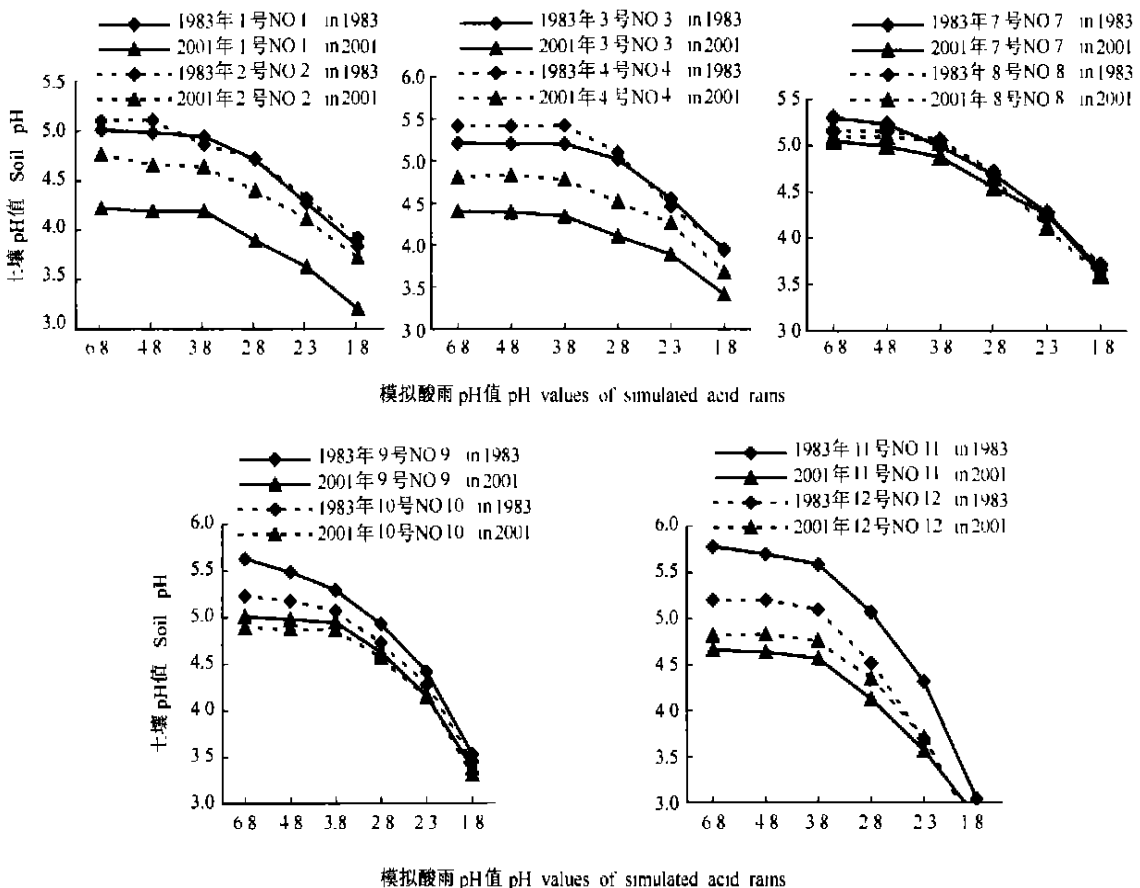 1983年1号NO 1 in 1983
2001年1号NO 1 in 2001
1983年2号NO 2 in 1983
2001年2号NO 2 in 2001
5.5
5.0
4.5
4.0
3.5
3.0
土壤 pH值 Soil pH
6 8 4 8 3 8 2 8 2 3 1 8
1983年3号NO 3 in 1983
2001年3号NO 3 in 2001
1983年4号NO 4 in 1983
2001年4号NO 4 in 2001
6.0
5.5
5.0
4.5
4.0
3.5
3.0
6 8 4 8 3 8 2 8 2 3 1 8
1983年7号NO 7 in 1983
2001年7号NO 7 in 2001
1983年8号NO 8 in 1983
2001年8号NO 8 in 2001
5.5
5.0
4.5
4.0
3.5
3 0
6 8 4 8 3 8 2 8 2 3 1 8
模拟酸雨 pH值 pH values of simulated acid rains
1983年9号NO 9 in 1983
2001年9号NO 9 in 2001
1983年10号NO 10 in 1983
2001年10号NO 10 in 2001
6.0
5.5
5.0
4.5
4 0
3 5
3.0
土壤 pH值 Soil pH
6 8 4 8 3.8 2 8 2 3 1 8
1983年11号NO 11 in 1983
2001年11号NO 11 in 2001
1983年12号NO 12 in 1983
2001年12号NO 12 in 2001
6.0
5.5
5.0
4.5
4 0
3 5
3.0
6 8 4 8 3 8 2 8 2 3 1 8
模拟酸雨 pH值 pH values of simulated acid rains